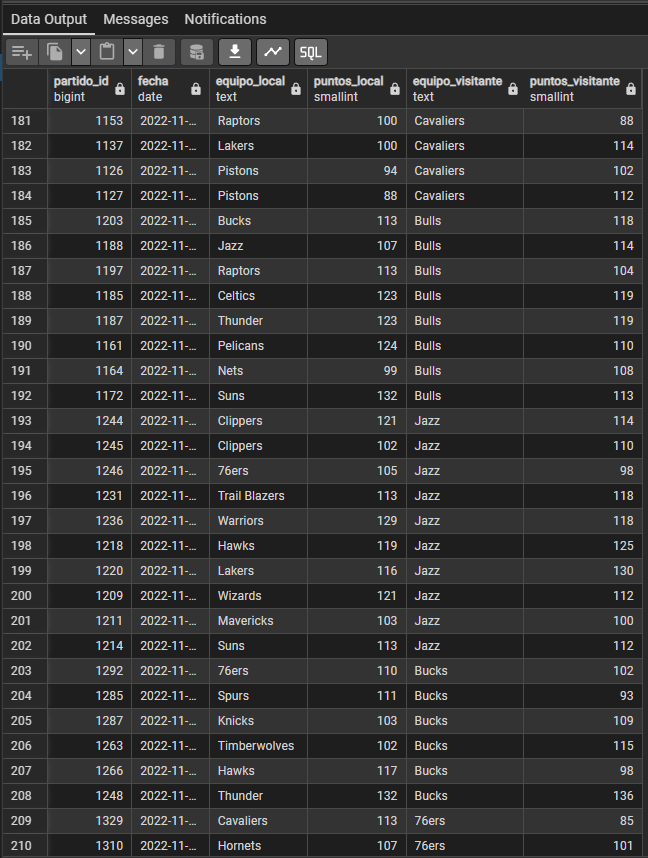 Data Output Messages Notifications
SQL
partido_id fecha equipo_local puntos_local equipo_visitante puntos_visitante
bigint date text smallint text smallint
181 1153 2022-11-... Raptors 100 Cavaliers 88
182 1137 2022-11-... Lakers 100 Cavaliers 114
183 1126 2022-11-... Pistons 94 Cavaliers 102
184 1127 2022-11-... Pistons 88 Cavaliers 112
185 1203 2022-11-... Bucks 113 Bulls 118
186 1188 2022-11-... Jazz 107 Bulls 114
187 1197 2022-11-... Raptors 113 Bulls 104
188 1185 2022-11-... Celtics 123 Bulls 119
189 1187 2022-11-... Thunder 123 Bulls 119
190 1161 2022-11-... Pelicans 124 Bulls 110
191 1164 2022-11-... Nets 99 Bulls 108
192 1172 2022-11-... Suns 132 Bulls 113
193 1244 2022-11-... Clippers 121 Jazz 114
194 1245 2022-11-... Clippers 102 Jazz 110
195 1246 2022-11-... 76ers 105 Jazz 98
196 1231 2022-11-... Trail Blazers 113 Jazz 118
197 1236 2022-11-... Warriors 129 Jazz 118
198 1218 2022-11-... Hawks 119 Jazz 125
199 1220 2022-11-... Lakers 116 Jazz 130
200 1209 2022-11-... Wizards 121 Jazz 112
201 1211 2022-11-... Mavericks 103 Jazz 100
202 1214 2022-11-... Suns 113 Jazz 112
203 1292 2022-11-... 76ers 110 Bucks 102
204 1285 2022-11-... Spurs 111 Bucks 93
205 1287 2022-11-... Knicks 103 Bucks 109
206 1263 2022-11-... Timberwolves 102 Bucks 115
207 1266 2022-11-... Hawks 117 Bucks 98
208 1248 2022-11-... Thunder 132 Bucks 136
209 1329 2022-11-... Cavaliers 113 76ers 85
210 1310 2022-11-... Hornets 107 76ers 101